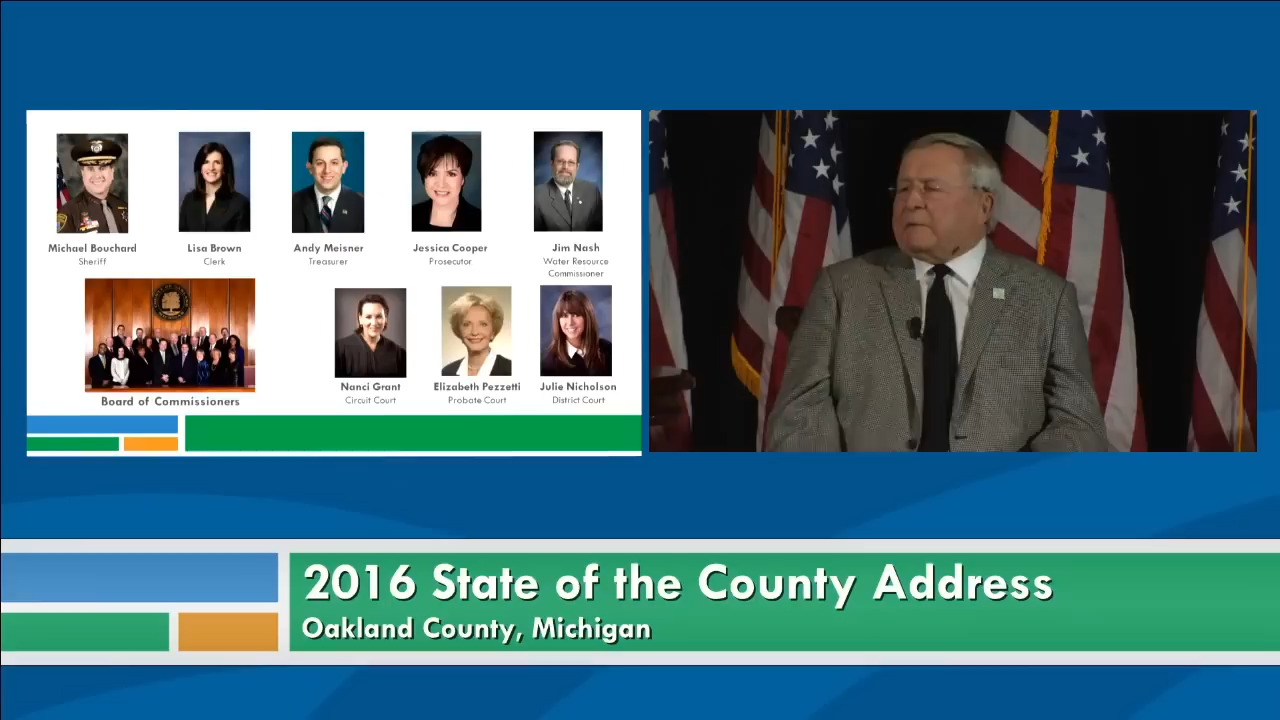 Michael Bouchard
Sheriff
Lisa Brown
Clerk
Andy Meisner
Treasurer
Jessica Cooper
Prosecutor
Jim Nash
Water Resource
Commissioner
Board of Commissioners
Nanci Grant
Circuit Court
Elizabeth Pezzetti
Probate Court
Julie Nicholson
District Court
2016 State of the County Address
Oakland County, Michigan